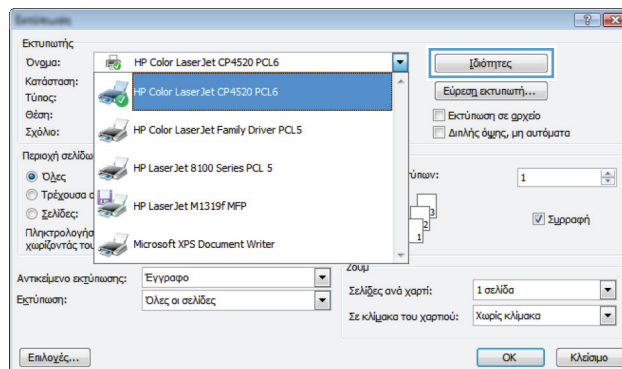 Εκτύπωση
Εκτυπωτής
Όνομα: HP Color LaserJet CP4520 PCL6 Ιδιότητες
Κατάσταση: HP Color LaserJet CP4520 PCL6 Εύρεση εκτυπωτή...
Τύπος:
Θέση: Εκτύπωση σε αρχείο
Σχόλιο: HP Color LaserJet Family Driver PCL5 Διπλής όψης, μη αυτόματα
Περιοχή σελίδω
HP LaserJet 8100 Series PCL 5 ύπων: 1
Όλες
Τρέχουσα σ
HP LaserJet M1319f MFP 3
Σελίδες: 2 Συρραφή
Πληκτρολογήσ 1
χωρίζοντάς του Microsoft XPS Document Writer
Ζουμ
Αντικείμενο εκτύπωσης: Έγγραφο
Σελίδες ανά χαρτί: 1 σελίδα
Εκτύπωση: Όλες οι σελίδες
Σε κλίμακα του χαρτιού: Χωρίς κλίμακα
Επιλογές... OK Κλείσιμο